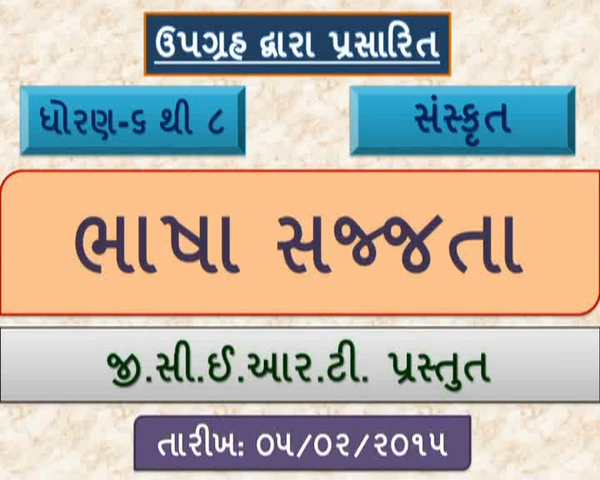 ઉપગ્રહ દ્વારા પ્રસારિત
ધોરણ-૬ થી ૮
સંસ્કૃત
ભાષા સજ્જતા
જી.સી.ઈ.આર.ટી. પ્રસ્તુત
તારીખ: ૦૫/૦૨/૨૦૧૫